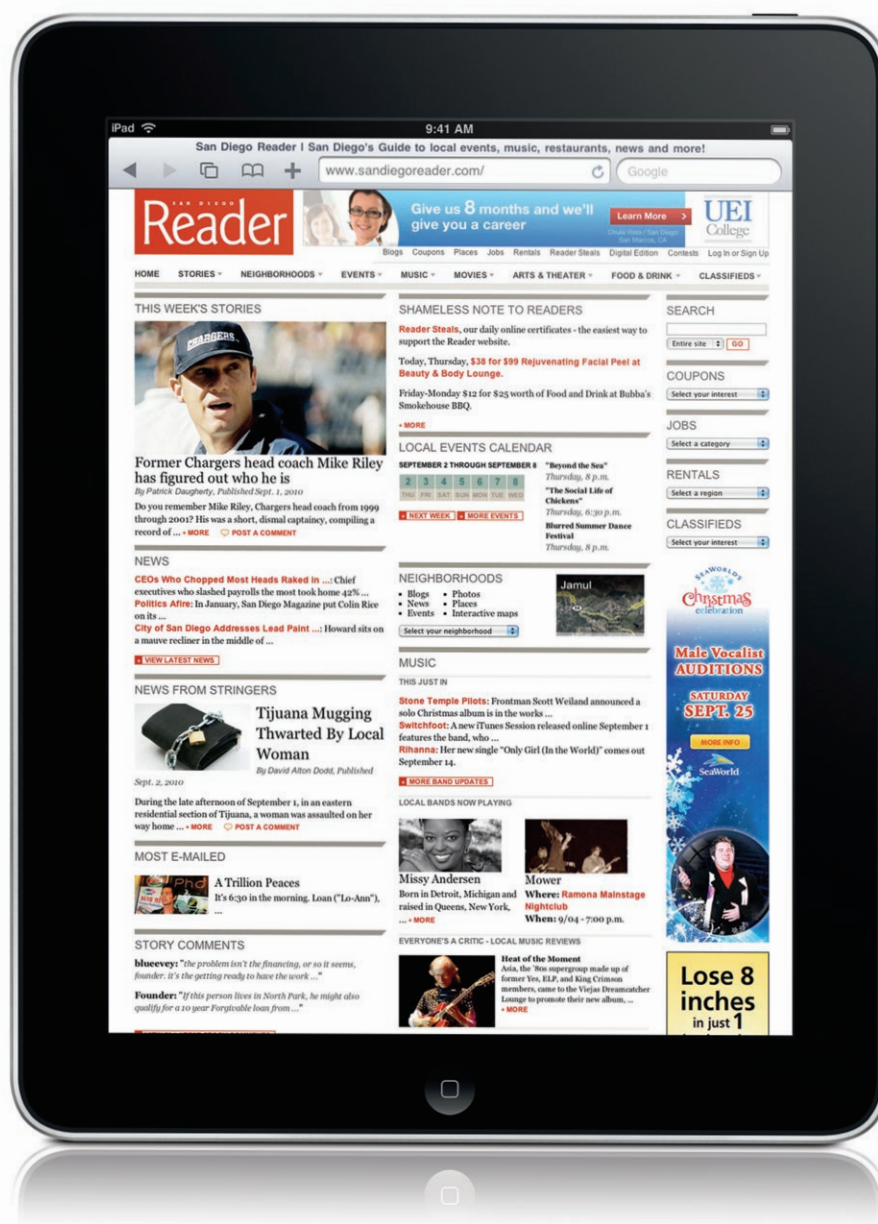 iPad
9:41 AM
San Diego Reader | San Diego's Guide to local events, music, restaurants, news and more!
www.sandiegoreader.com/
Google
SAN DIEGO
Reader
Give us 8 months and we'll
give you a career
Learn More >
Chula Vista / San Diego
San Marcos, CA
UEI
College
Blogs Coupons Places Jobs Rentals Reader Steals Digital Edition Contests Log In or Sign Up
HOME STORIES NEIGHBORHOODS EVENTS MUSIC MOVIES ARTS & THEATER FOOD & DRINK CLASSIFIEDS
THIS WEEK'S STORIES
CHARGERS
Former Chargers head coach Mike Riley
has figured out who he is
By Patrick Daugherty, Published Sept. 1, 2010
Do you remember Mike Riley, Chargers head coach from 1999
through 2001? His was a short, dismal captaincy, compiling a
record of ... + MORE POST A COMMENT
NEWS
CEOs Who Chopped Most Heads Raked in ...: Chief
executives who slashed payrolls the most took home 42% ...
Politics Afire: In January, San Diego Magazine put Colin Rice
on its ...
City of San Diego Addresses Lead Paint ...: Howard sits on
a mauve recliner in the middle of ...
+ VIEW LATEST NEWS
NEWS FROM STRINGERS
Tijuana Mugging
Thwarted By Local
Woman
By David Alton Dodd, Published
Sept. 2, 2010
During the late afternoon of September 1, in an eastern
residential section of Tijuana, a woman was assaulted on her
way home ... + MORE POST A COMMENT
MOST E-MAILED
PhD
A Trillion Peaces
It's 6:30 in the morning. Loan ("Lo-Ann"),
...
STORY COMMENTS
blueevey: "the problem isn't the financing, or so it seems,
founder. it's the getting ready to have the work ..."
Founder: "If this person lives in North Park, he might also
qualify for a 10 year Forgivable loan from ..."
SHAMELESS NOTE TO READERS
Reader Steals, our daily online certificates - the easiest way to
support the Reader website.
Today, Thursday, $38 for $99 Rejuvenating Facial Peel at
Beauty & Body Lounge.
Friday-Monday $12 for $25 worth of Food and Drink at Bubba's
Smokehouse BBQ.
+ MORE
LOCAL EVENTS CALENDAR
SEPTEMBER 2 THROUGH SEPTEMBER 8
2 3 4 5 6 7 8
THU FRI SAT SUN MON TUE WED
+ NEXT WEEK + MORE EVENTS
"Beyond the Sea"
Thursday, 8 p.m.
"The Social Life of
Chickens"
Thursday, 6:30 p.m.
Blurred Summer Dance
Festival
Thursday, 8 p.m.
NEIGHBORHOODS
• Blogs • Photos
• News • Places
• Events • Interactive maps
Select your neighborhood
Jamul
MUSIC
THIS JUST IN
Stone Temple Pilots: Frontman Scott Weiland announced a
solo Christmas album is in the works ...
Switchfoot: A new iTunes Session released online September 1
features the band, who ...
Rihanna: Her new single "Only Girl (In the World)" comes out
September 14.
+ MORE BAND UPDATES
LOCAL BANDS NOW PLAYING
Missy Andersen
Born in Detroit, Michigan and
raised in Queens, New York,
... + MORE
Mower
Where: Ramona Mainstage
Nightclub
When: 9/04 - 7:00 p.m.
EVERYONE'S A CRITIC - LOCAL MUSIC REVIEWS
Heat of the Moment
Asia, the '80s supergroup made up of
former Yes, ELP, and King Crimson
members, came to the Viejas Dreamcatcher
Lounge to promote their new album, ...
+ MORE
SEARCH
Entire site GO
COUPONS
Select your interest
JOBS
Select a category
RENTALS
Select a region
CLASSIFIEDS
Select your interest
SEAWORLD'S
Christmas
celebration
Male Vocalist
AUDITIONS
SATURDAY
SEPT. 25
MORE INFO
SeaWorld
Lose 8
inches
in just 1